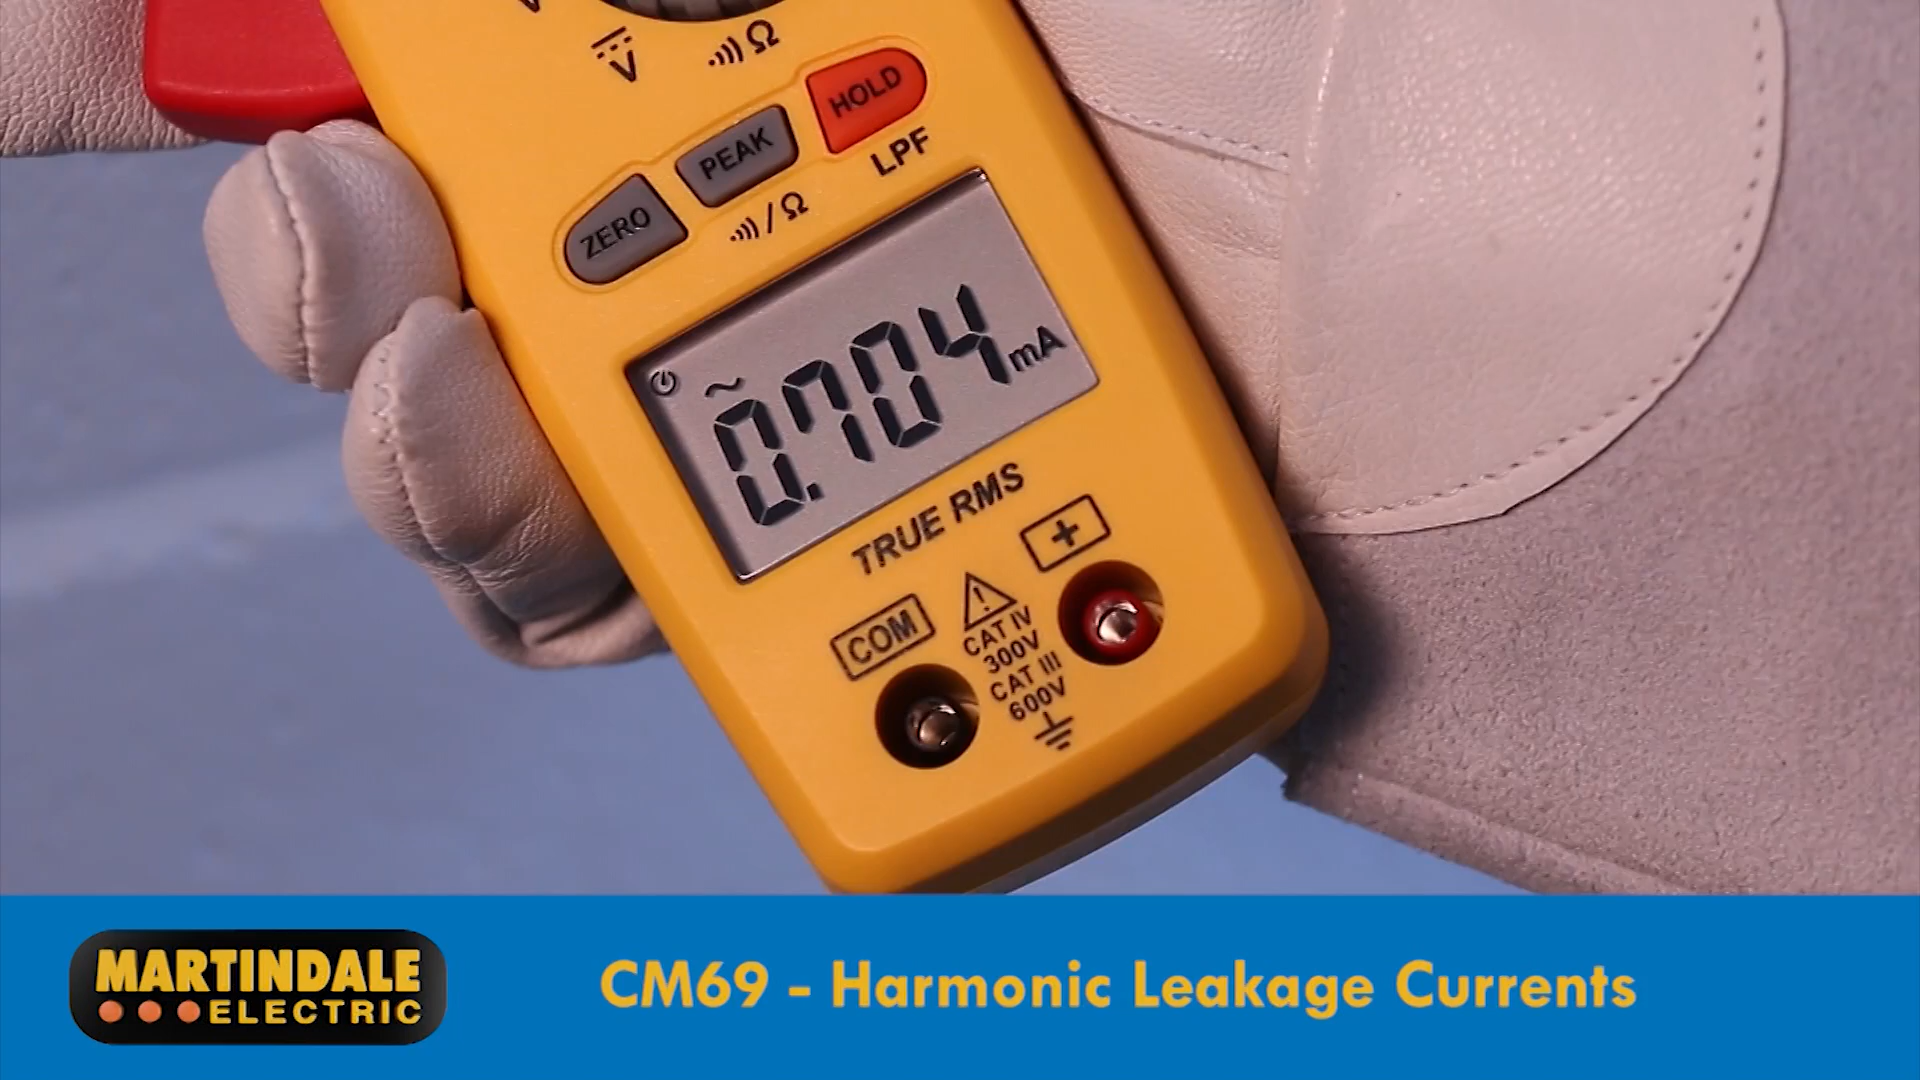 V
•)))Ω
HOLD
PEAK
ZERO
LPF
•)))/Ω
~
0.704 mA
TRUE RMS
+
COM
!
CAT IV
300V
CAT III
600V
MARTINDALE
ELECTRIC
CM69 - Harmonic Leakage Currents